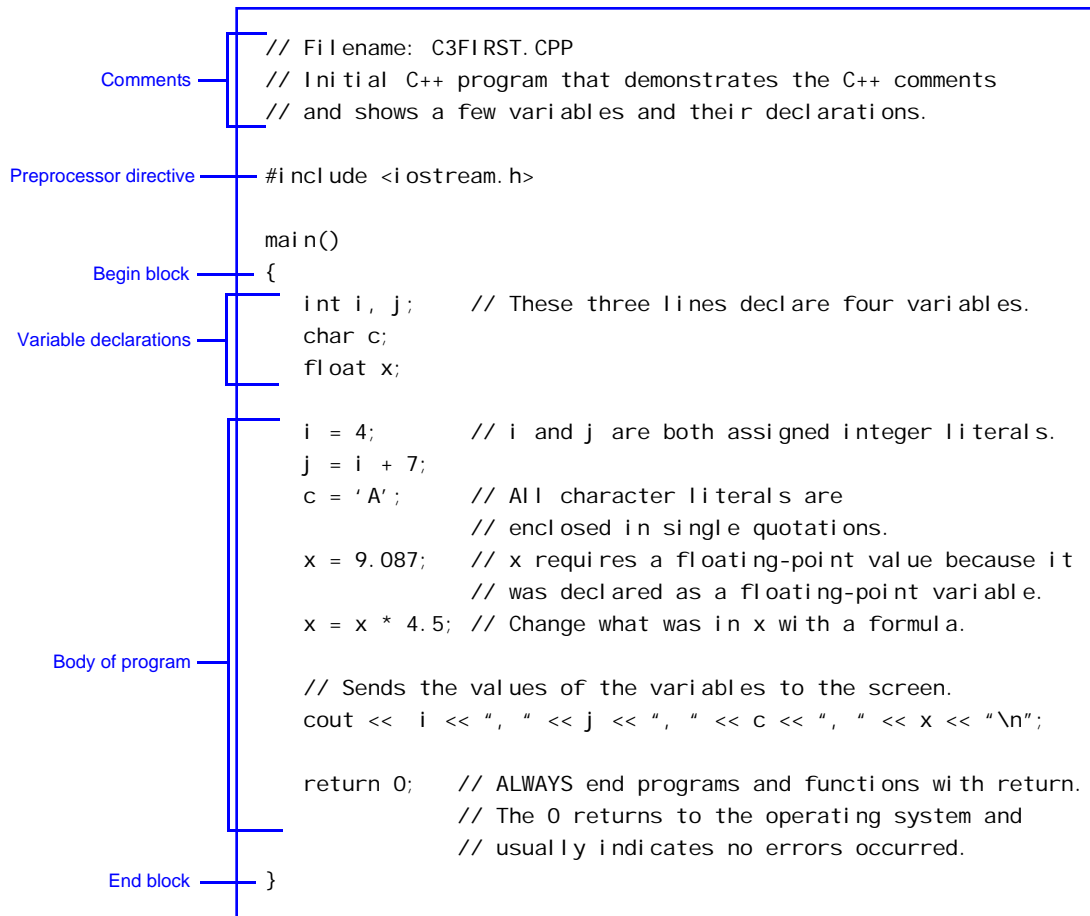 // Filename: C3FIRST.CPP
Comments // Initial C++ program that demonstrates the C++ comments
// and shows a few variables and their declarations.
Preprocessor directive #include <iostream.h>
main()
Begin block {
int i, j; // These three lines declare four variables.
Variable declarations char c;
float x;
i = 4; // i and j are both assigned integer literals.
j = i + 7;
c = ‘A’; // All character literals are
// enclosed in single quotations.
x = 9.087; // x requires a floating-point value because it
// was declared as a floating-point variable.
x = x * 4.5; // Change what was in x with a formula.
Body of program
// Sends the values of the variables to the screen.
cout << i << “, “ << j << “, “ << c << “, “ << x << “\n”;
return 0; // ALWAYS end programs and functions with return.
// The 0 returns to the operating system and
// usually indicates no errors occurred.
End block }